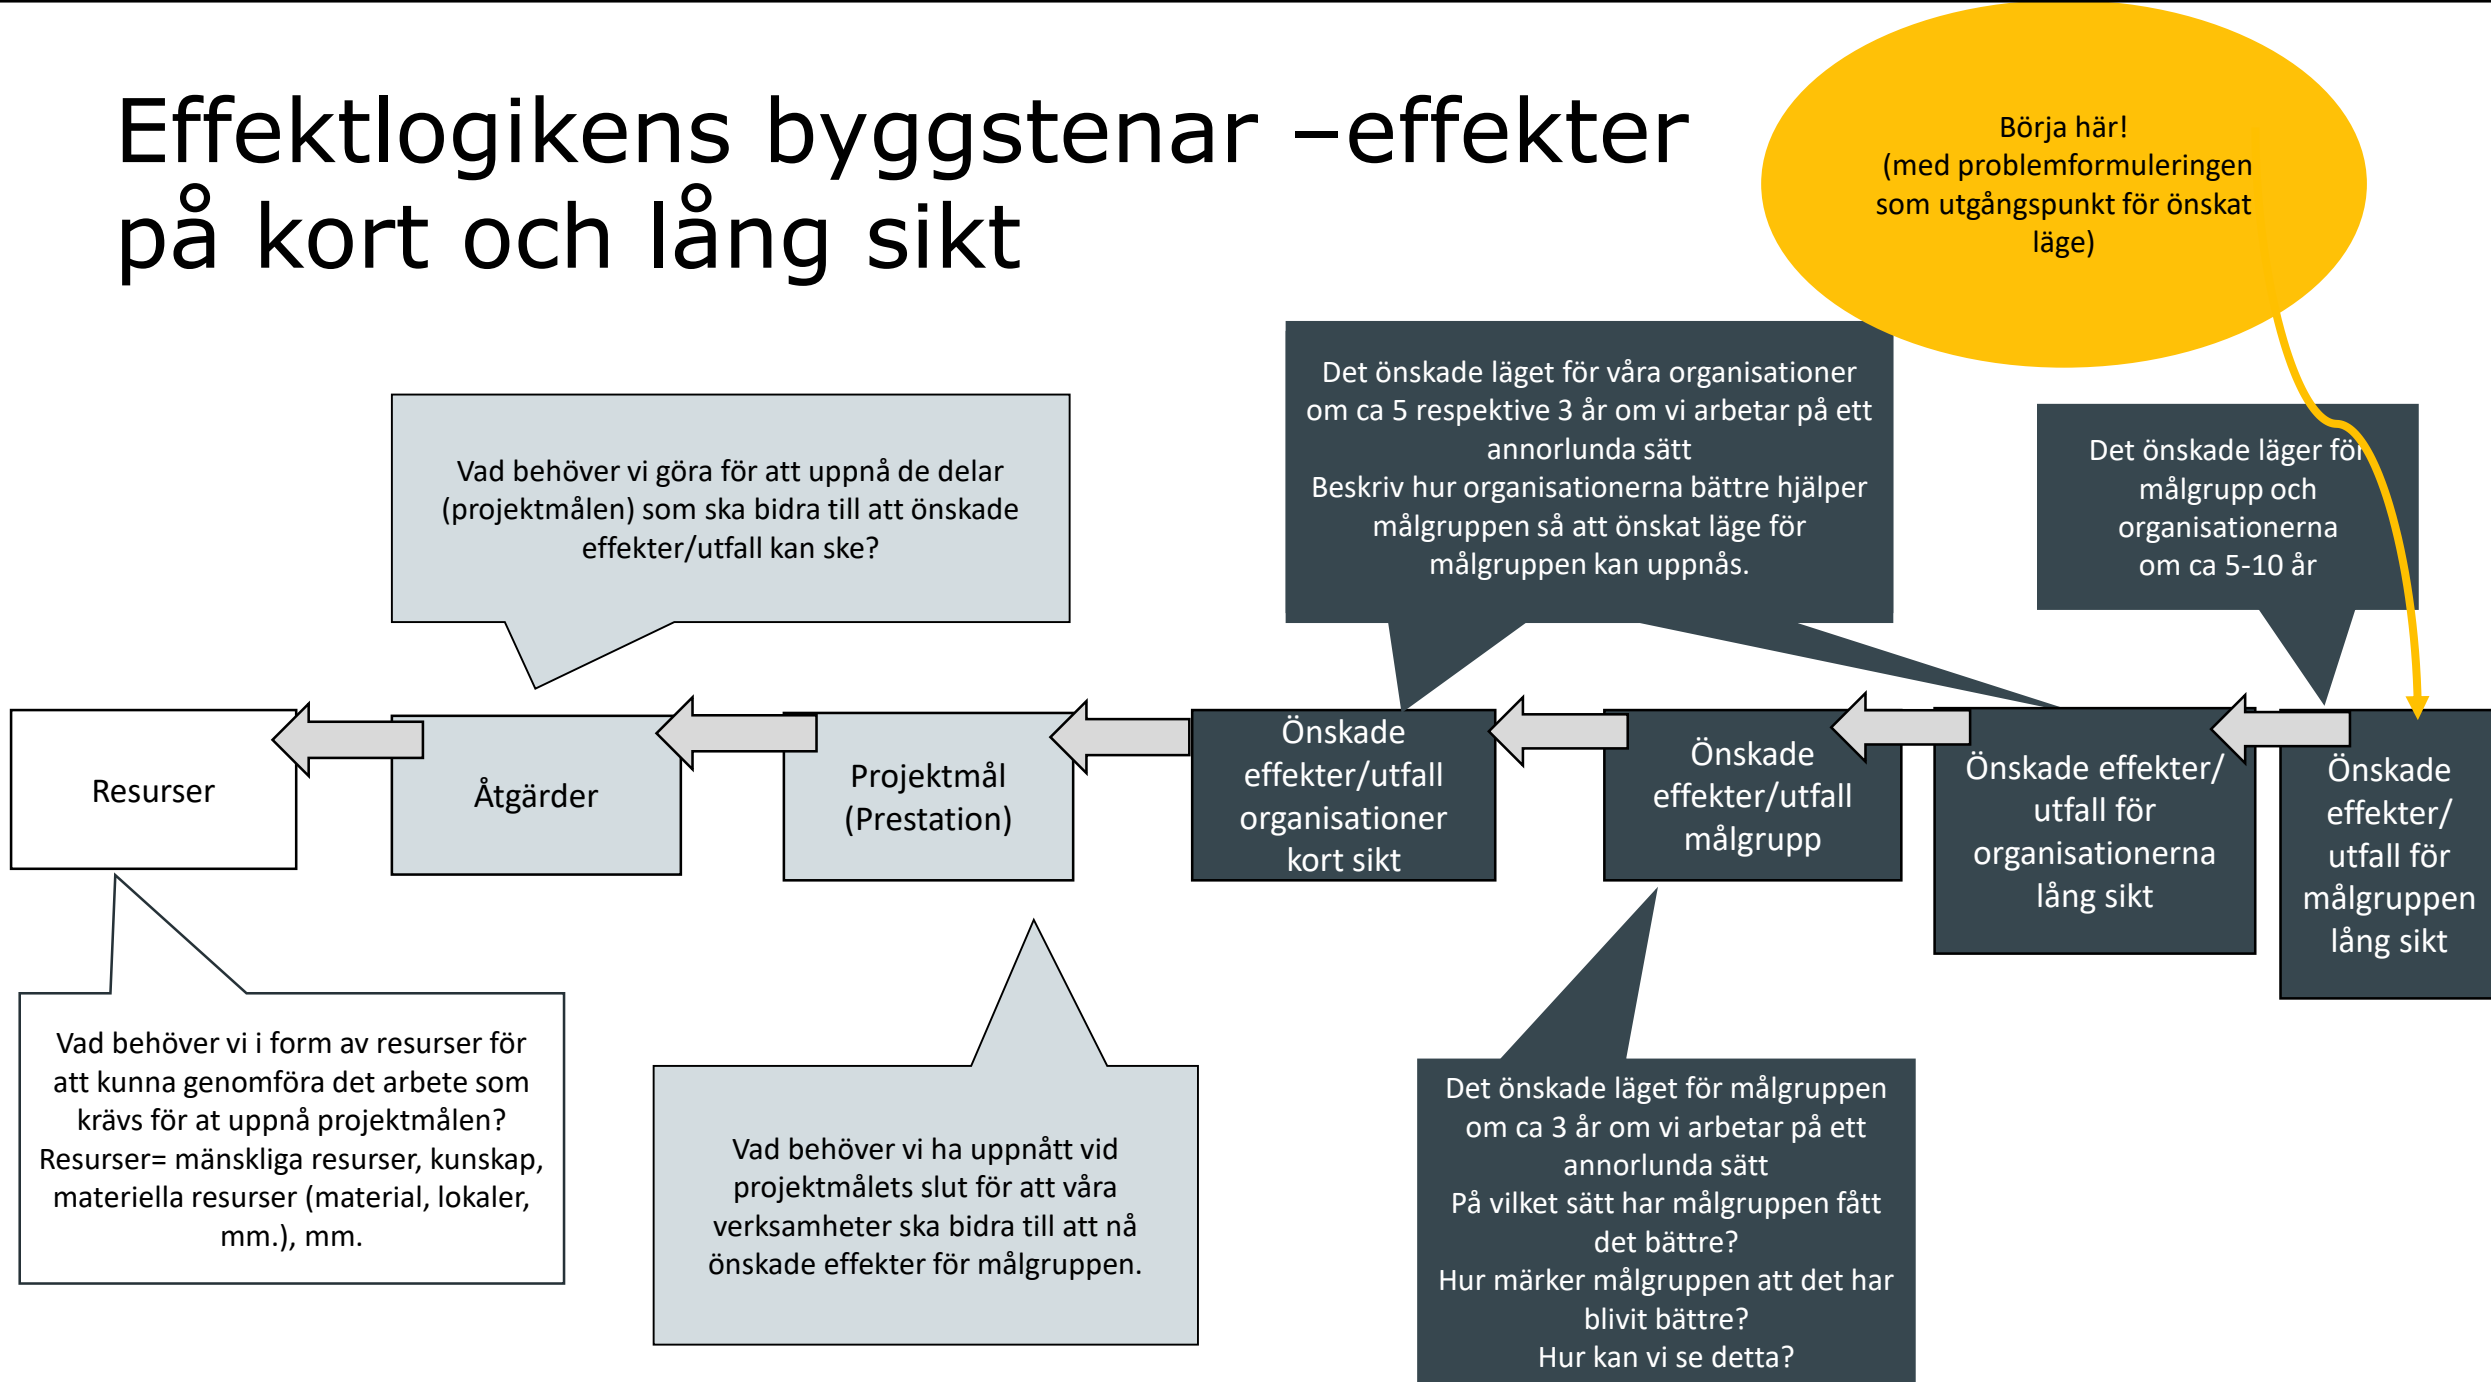 Effektlogikens byggstenar –effekter
på kort och lång sikt
Börja här!
(med problemformuleringen
som utgångspunkt för önskat
läge)
Vad behöver vi göra för att uppnå de delar
(projektmålen) som ska bidra till att önskade
effekter/utfall kan ske?
Det önskade läget för våra organisationer
om ca 5 respektive 3 år om vi arbetar på ett
annorlunda sätt
Beskriv hur organisationerna bättre hjälper
målgruppen så att önskat läge för
målgruppen kan uppnås.
Det önskade läger för
målgrupp och
organisationerna
om ca 5-10 år
Resurser
Åtgärder
Projektmål
(Prestation)
Önskade
effekter/utfall
organisationer
kort sikt
Önskade
effekter/utfall
målgrupp
Önskade effekter/
utfall för
organisationerna
lång sikt
Önskade
effekter/
utfall för
målgruppen
lång sikt
Vad behöver vi i form av resurser för
att kunna genomföra det arbete som
krävs för at uppnå projektmålen?
Resurser= mänskliga resurser, kunskap,
materiella resurser (material, lokaler,
mm.), mm.
Vad behöver vi ha uppnått vid
projektmålets slut för att våra
verksamheter ska bidra till att nå
önskade effekter för målgruppen.
Det önskade läget för målgruppen
om ca 3 år om vi arbetar på ett
annorlunda sätt
På vilket sätt har målgruppen fått
det bättre?
Hur märker målgruppen att det har
blivit bättre?
Hur kan vi se detta?